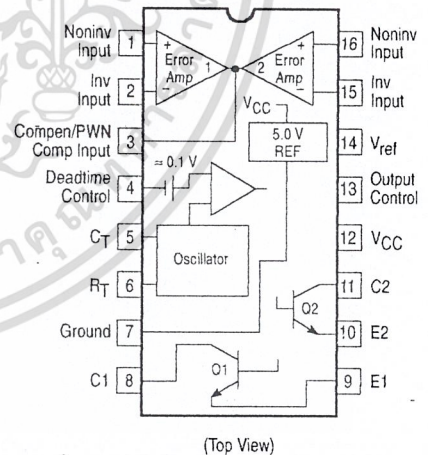 Noninv
Input
1
+
Error
Amp
1
-
Inv
Input
2
Compen/PWN
Comp Input
3
≈ 0.1 V
Deadtime
Control
4
CT
5
Oscillator
RT
6
Ground
7
C1
8
Q1
2
+
Error
Amp
-
16
Noninv
Input
15
Inv
Input
VCC
5.0 V
REF
14
Vref
13
Output
Control
12
VCC
11
C2
Q2
10
E2
9
E1
(Top View)